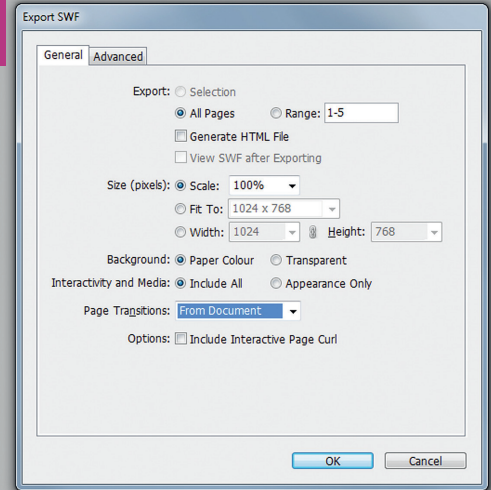 Export SWF
General Advanced
Export: Selection
All Pages Range: 1-5
Generate HTML File
View SWF after Exporting
Size (pixels): Scale: 100%
Fit To: 1024 x 768
Width: 1024 Height: 768
Background: Paper Colour Transparent
Interactivity and Media: Include All Appearance Only
Page Transitions: From Document
Options: Include Interactive Page Curl
OK Cancel